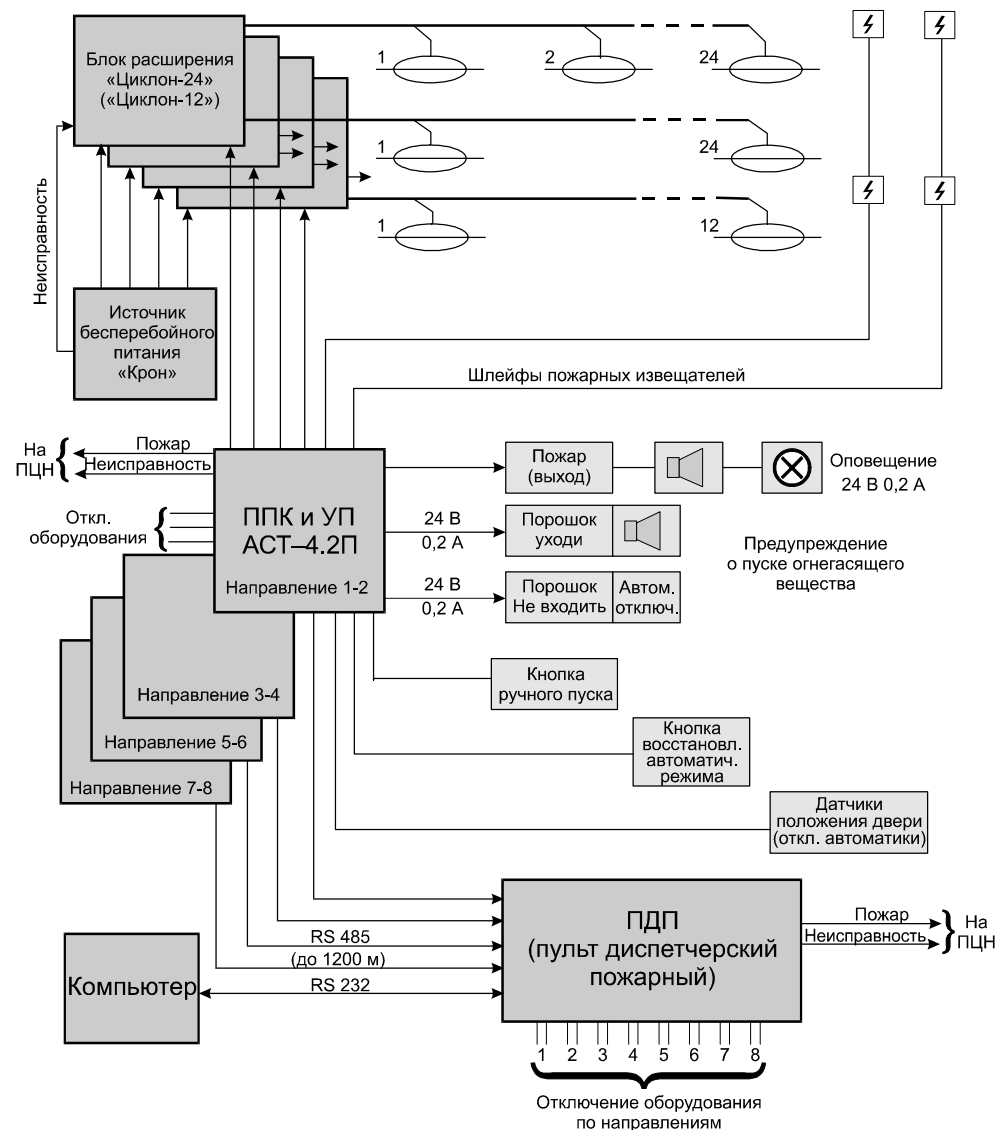 Блок расширения
«Циклон-24»
(«Циклон-12»)
1
2
24
1
24
1
12
Неисправность
Источник
бесперебойного
питания
«Крон»
Шлейфы пожарных извещателей
На
ПЦН
Пожар
Неисправность
Откл.
оборудования
ППК и УП
АСТ–4.2П
Направление 1-2
Направление 3-4
Направление 5-6
Направление 7-8
Пожар
(выход)
Оповещение
24 В 0,2 А
24 В
0,2 А
Порошок
уходи
Предупреждение
о пуске огнегасящего
вещества
24 В
0,2 А
Порошок
Не входить
Автом.
отключ.
Кнопка
ручного пуска
Кнопка
восстановл.
автоматич.
режима
Датчики
положения двери
(откл. автоматики)
ПДП
(пульт диспетчерский
пожарный)
Пожар
Неисправность
На
ПЦН
RS 485
(до 1200 м)
RS 232
Компьютер
1 2 3 4 5 6 7 8
Отключение оборудования
по направлениям